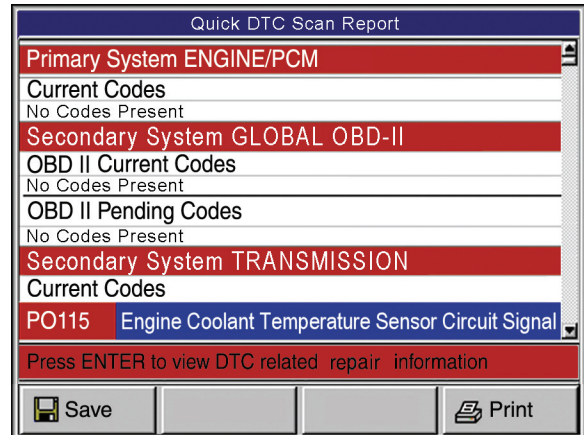 Quick DTC Scan Report
Primary System ENGINE/PCM
Current Codes
No Codes Present
Secondary System GLOBAL OBD-II
OBD II Current Codes
No Codes Present
OBD II Pending Codes
No Codes Present
Secondary System TRANSMISSION
Current Codes
PO115 Engine Coolant Temperature Sensor Circuit Signal
Press ENTER to view DTC related repair information
Save Print